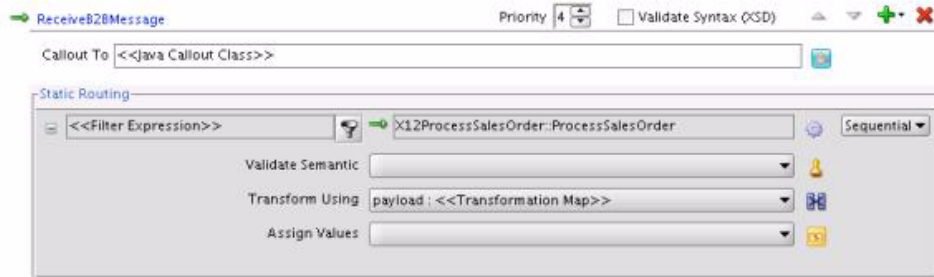 ReceiveB2BMessage Priority 4 Validate Syntax (XSD)
Callout To <<Java Callout Class>>
Static Routing
<<Filter Expression>> X12ProcessSalesOrder::ProcessSalesOrder Sequential
Validate Semantic
Transform Using payload : <<Transformation Map>>
Assign Values